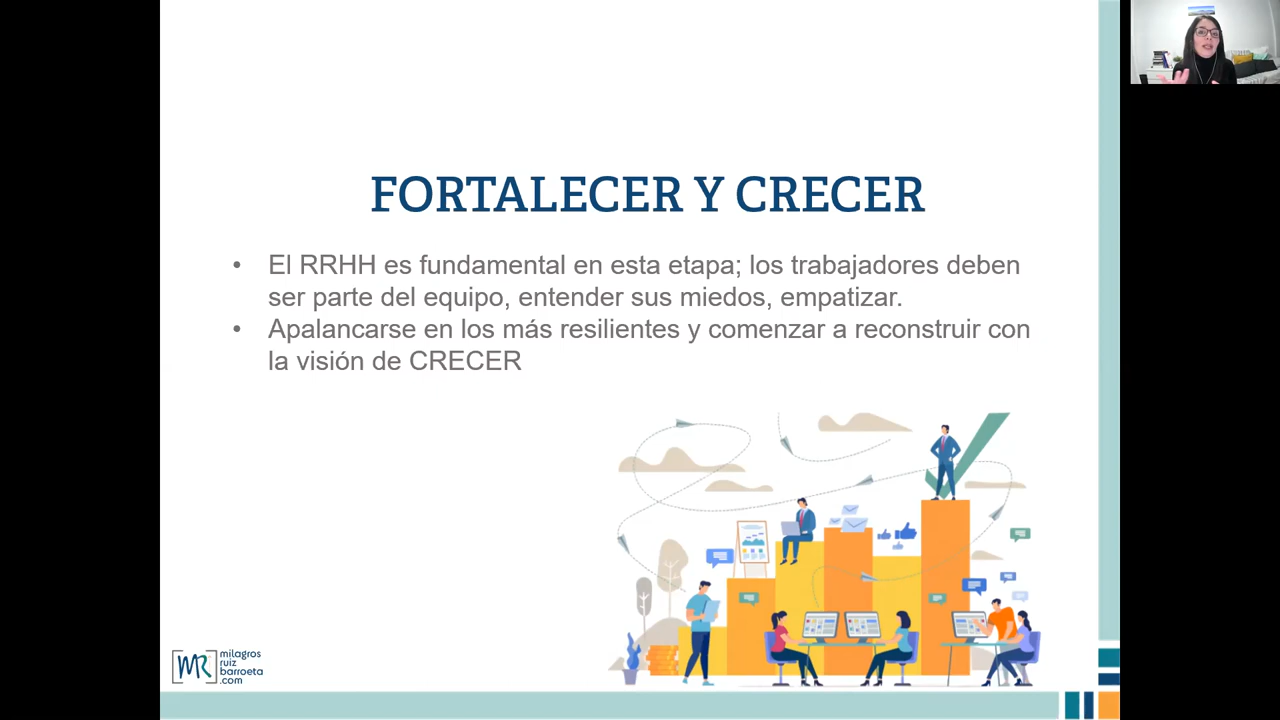 FORTALECER Y CRECER
• El RRHH es fundamental en esta etapa; los trabajadores deben
ser parte del equipo, entender sus miedos, empatizar.
• Apalancarse en los más resilientes y comenzar a reconstruir con
la visión de CRECER
MR
milagros
ruiz
barroeta
.com